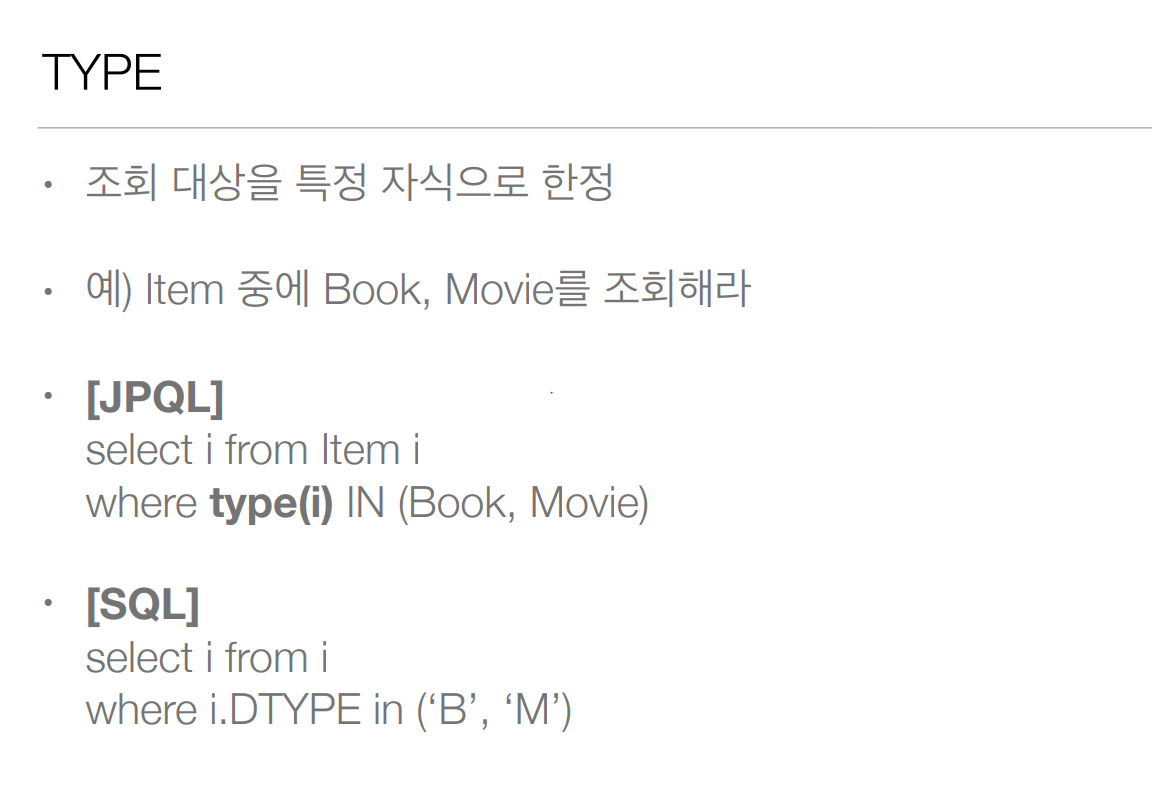 TYPE
• 조회 대상을 특정 자식으로 한정
• 예) Item 중에 Book, Movie를 조회해라
• [JPQL]
select i from Item i
where type(i) IN (Book, Movie)
• [SQL]
select i from i
where i.DTYPE in (‘B’, ‘M’)